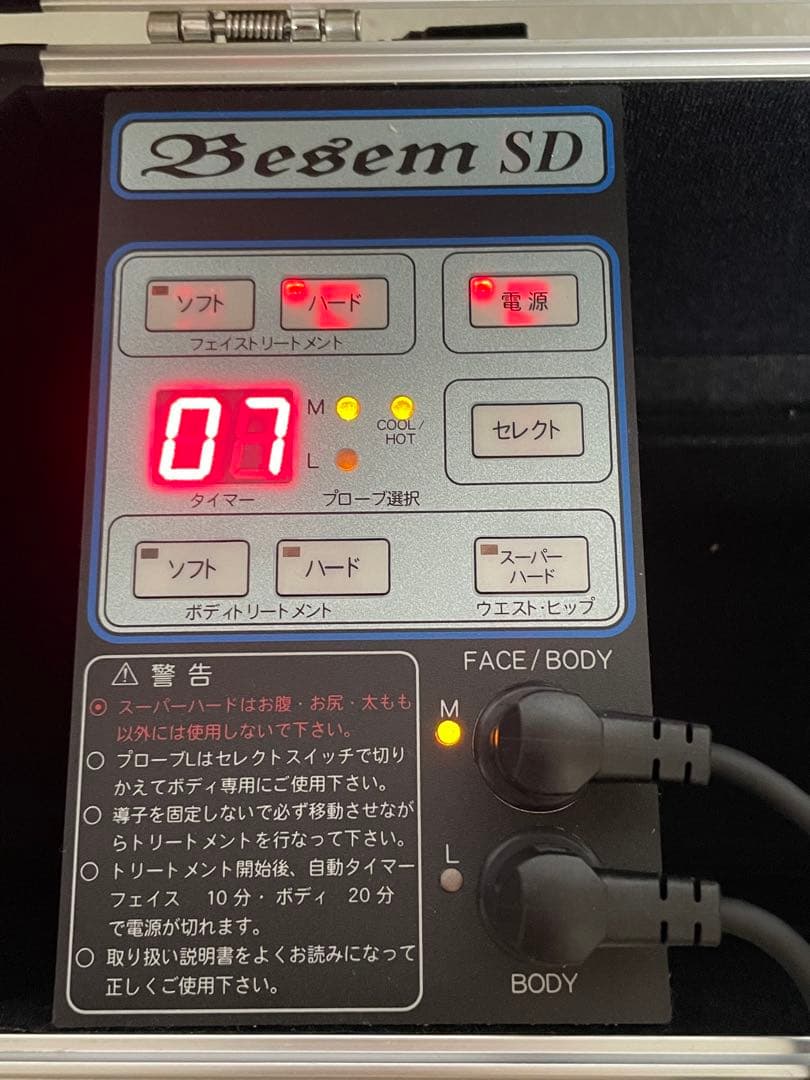 Besem SD
ソフト
ハード
電源
フェイストリートメント
07
M
COOL/
HOT
L
セレクト
タイマー
プローブ選択
ソフト
ハード
スーパー
ハード
ボディトリートメント
ウエスト・ヒップ
⚠ 警告
◉ スーパーハードはお腹・お尻・太もも
以外には使用しないで下さい。
○ プローブLはセレクトスイッチで切り
かえてボディ専用にご使用下さい。
○ 導子を固定しないで必ず移動させなが
らトリートメントを行なって下さい。
○ トリートメント開始後、自動タイマー
フェイス 10分・ボディ 20分
で電源が切れます。
○ 取り扱い説明書をよくお読みになって
正しくご使用下さい。
FACE/BODY
M
L
BODY